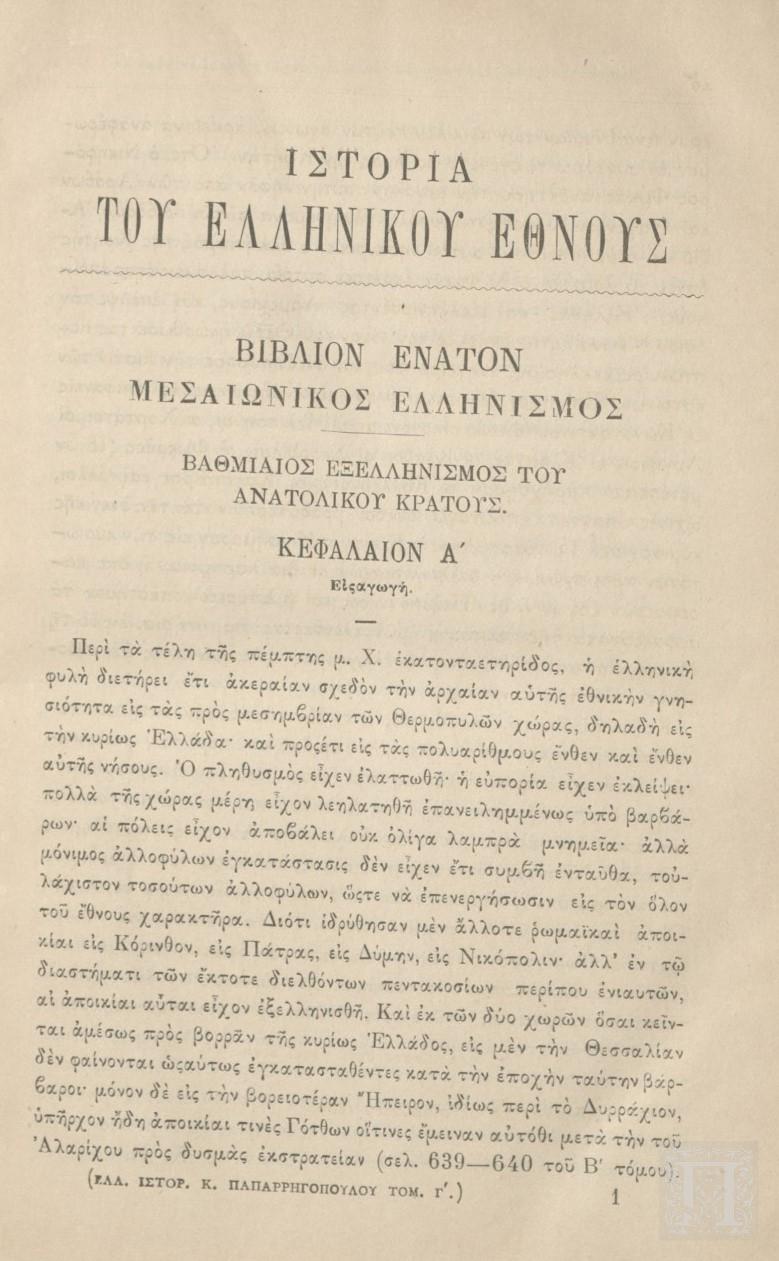 ΙΣΤΟΡΙΑ
ΤΟΥ ΕΛΛΗΝΙΚΟΥ ΕΘΝΟΥΣ
ΒΙΒΛΙΟΝ ΕΝΑΤΟΝ
ΜΕΣΑΙΩΝΙΚΟΣ ΕΛΛΗΝΙΣΜΟΣ
ΒΑΘΜΙΑΙΟΣ ΕΞΕΛΛΗΝΙΣΜΟΣ ΤΟΥ
ΑΝΑΤΟΛΙΚΟΥ ΚΡΑΤΟΥΣ.
ΚΕΦΑΛΑΙΟΝ Α΄
Εἰςαγωγή.
Περὶ τὰ τέλη τῆς πέμπτης μ. Χ. ἑκατονταετηρίδος, ἡ ἑλληνικὴ
φυλὴ διετήρει ἔτι ἀκεραίαν σχεδὸν τὴν ἀρχαίαν αὑτῆς ἐθνικὴν γνη-
σιότητα εἰς τὰς πρὸς μεσημβρίαν τῶν Θερμοπυλῶν χώρας, δηλαδὴ εἰς
τὴν κυρίως Ἑλλάδα· καὶ προςέτι εἰς τὰς πολυαρίθμους ἔνθεν καὶ ἔνθεν
αὐτῆς νήσους. Ὁ πληθυσμὸς εἶχεν ἐλαττωθῆ· ἡ εὐπορία εἶχεν ἐκλείψει·
πολλὰ τῆς χώρας μέρη εἶχον λεηλατηθῆ ἐπανειλημμένως ὑπὸ βαρβά-
ρων· αἱ πόλεις εἶχον ἀποβάλει οὐκ ὀλίγα λαμπρὰ μνημεῖα· ἀλλὰ
μόνιμος ἀλλοφύλων ἐγκατάστασις δὲν εἶχεν ἔτι συμβῆ ἐνταῦθα, τοὐ-
λάχιστον τοσούτων ἀλλοφύλων, ὥςτε νὰ ἐπενεργήσωσιν εἰς τὸν ὅλον
τοῦ ἔθνους χαρακτῆρα. Διότι ἱδρύθησαν μὲν ἄλλοτε ῥωμαϊκαὶ ἀποι-
κίαι εἰς Κόρινθον, εἰς Πάτρας, εἰς Δύμην, εἰς Νικόπολιν· ἀλλ' ἐν τῷ
διαστήματι τῶν ἔκτοτε διελθόντων πεντακοσίων περίπου ἐνιαυτῶν,
αἱ ἀποικίαι αὗται εἶχον ἐξελληνισθῆ. Καὶ ἐκ τῶν δύο χωρῶν ὅσαι κεῖν-
ται ἀμέσως πρὸς βορρᾶν τῆς κυρίως Ἑλλάδος, εἰς μὲν τὴν Θεσσαλίαν
δὲν φαίνονται ὡςαύτως ἐγκατασταθέντες κατὰ τὴν ἐποχὴν ταύτην βάρ-
βαροι· μόνον δὲ εἰς τὴν βορειοτέραν Ἤπειρον, ἰδίως περὶ τὸ Δυρράχιον,
ὑπῆρχον ἤδη ἀποικίαι τινὲς Γότθων οἵτινες ἔμειναν αὐτόθι μετὰ τὴν τοῦ
Ἀλαρίχου πρὸς δυσμὰς ἐκστρατείαν (σελ. 639—640 τοῦ Β΄ τόμου).
(ΕΛΛ. ΙΣΤΟΡ. Κ. ΠΑΠΑΡΡΗΓΟΠΟΥΛΟΥ ΤΟΜ. Γ΄.) 1